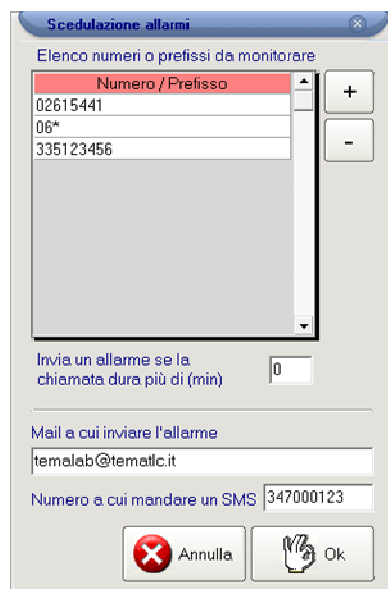 Scedulazione allarmi
Elenco numeri o prefissi da monitorare
Numero / Prefisso
+
02615441
06*
-
335123456
Invia un allarme se la
chiamata dura più di (min)
0
Mail a cui inviare l'allarme
temalab@tematlc.it
Numero a cui mandare un SMS 347000123
Annulla
Ok